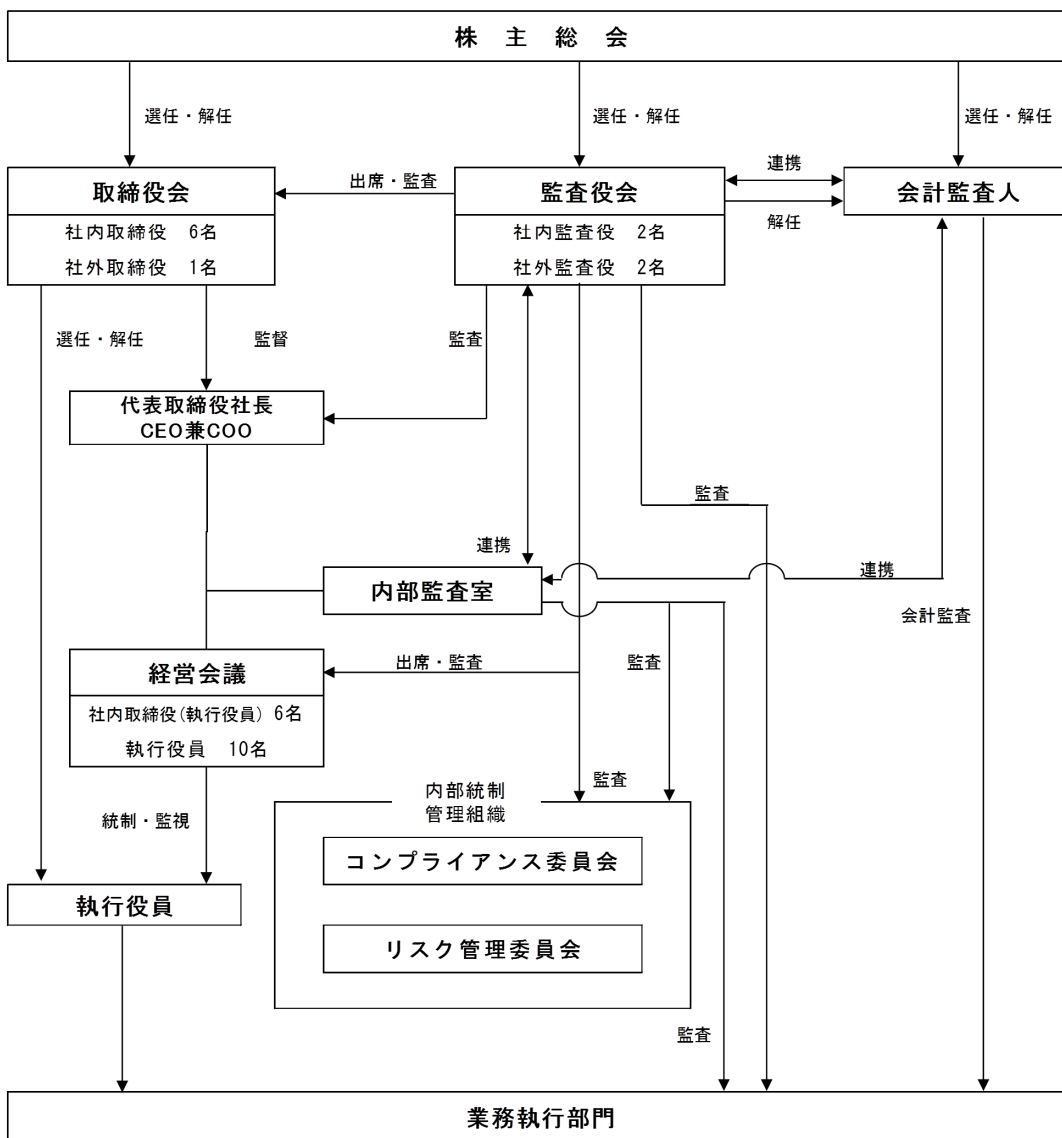 株 主 総 会
選任・解任
選任・解任
選任・解任
取締役会
社内取締役 6名
社外取締役 1名
出席・監査
監査役会
社内監査役 2名
社外監査役 2名
連携
解任
会計監査人
選任・解任
監督
監査
代表取締役社長
CEO兼COO
監査
連携
内部監査室
連携
会計監査
経営会議
社内取締役(執行役員) 6名
執行役員 10名
出席・監査
監査
監査
統制・監視
内部統制
管理組織
コンプライアンス委員会
リスク管理委員会
執行役員
監査
業務執行部門